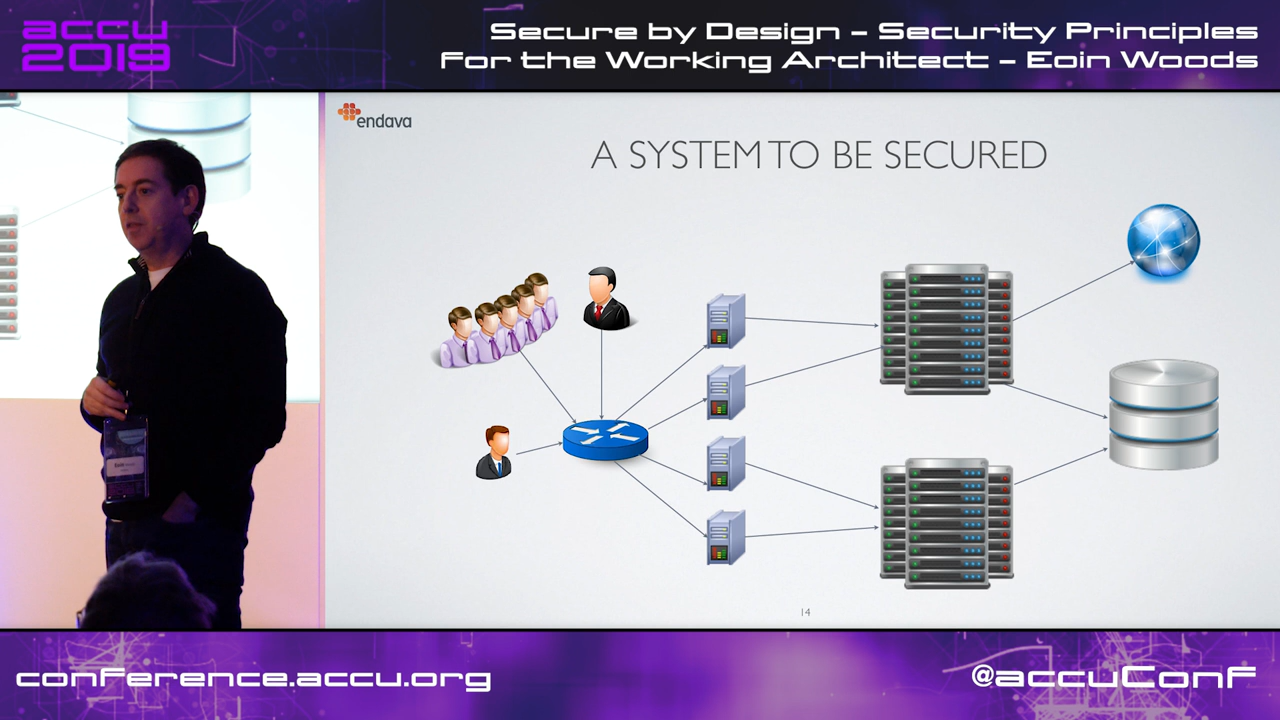 accu
2019
Secure by Design – Security Principles
for the Working Architect – Eoin Woods
endava
A SYSTEM TO BE SECURED
Eoin
14
conference.accu.org
@accuConf